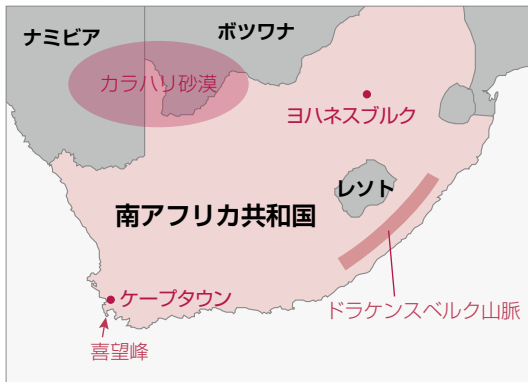 ナミビア
ボツワナ
カラハリ砂漠
ヨハネスブルク
レソト
南アフリカ共和国
ケープタウン
ドラケンスベルク山脈
喜望峰